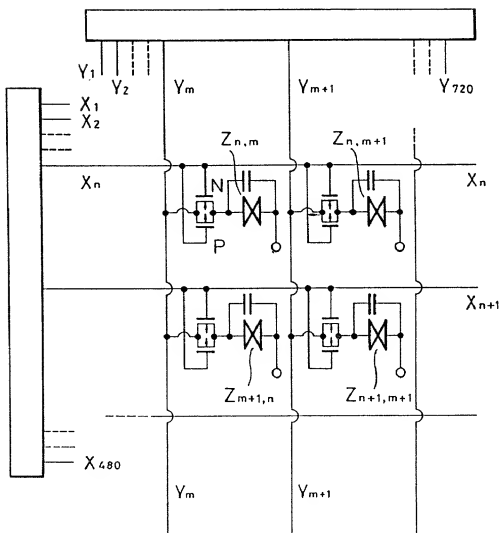 Y1 Y2 Ym Ym+1 Y720
X1
X2
Zn,m Zn,m+1
Xn N Xn
P
Xn+1
Zm+1,n Zn+1,m+1
X480
Ym Ym+1